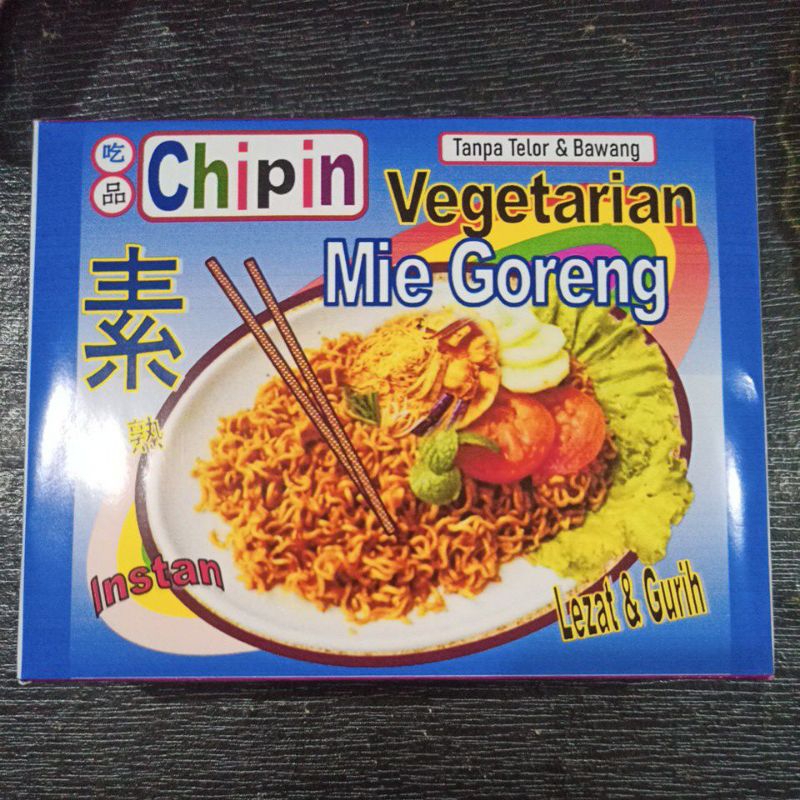 吃品
Chipin
Tanpa Telor & Bawang
Vegetarian
Mie Goreng
素
熟
Instan
Lezat & Gurih